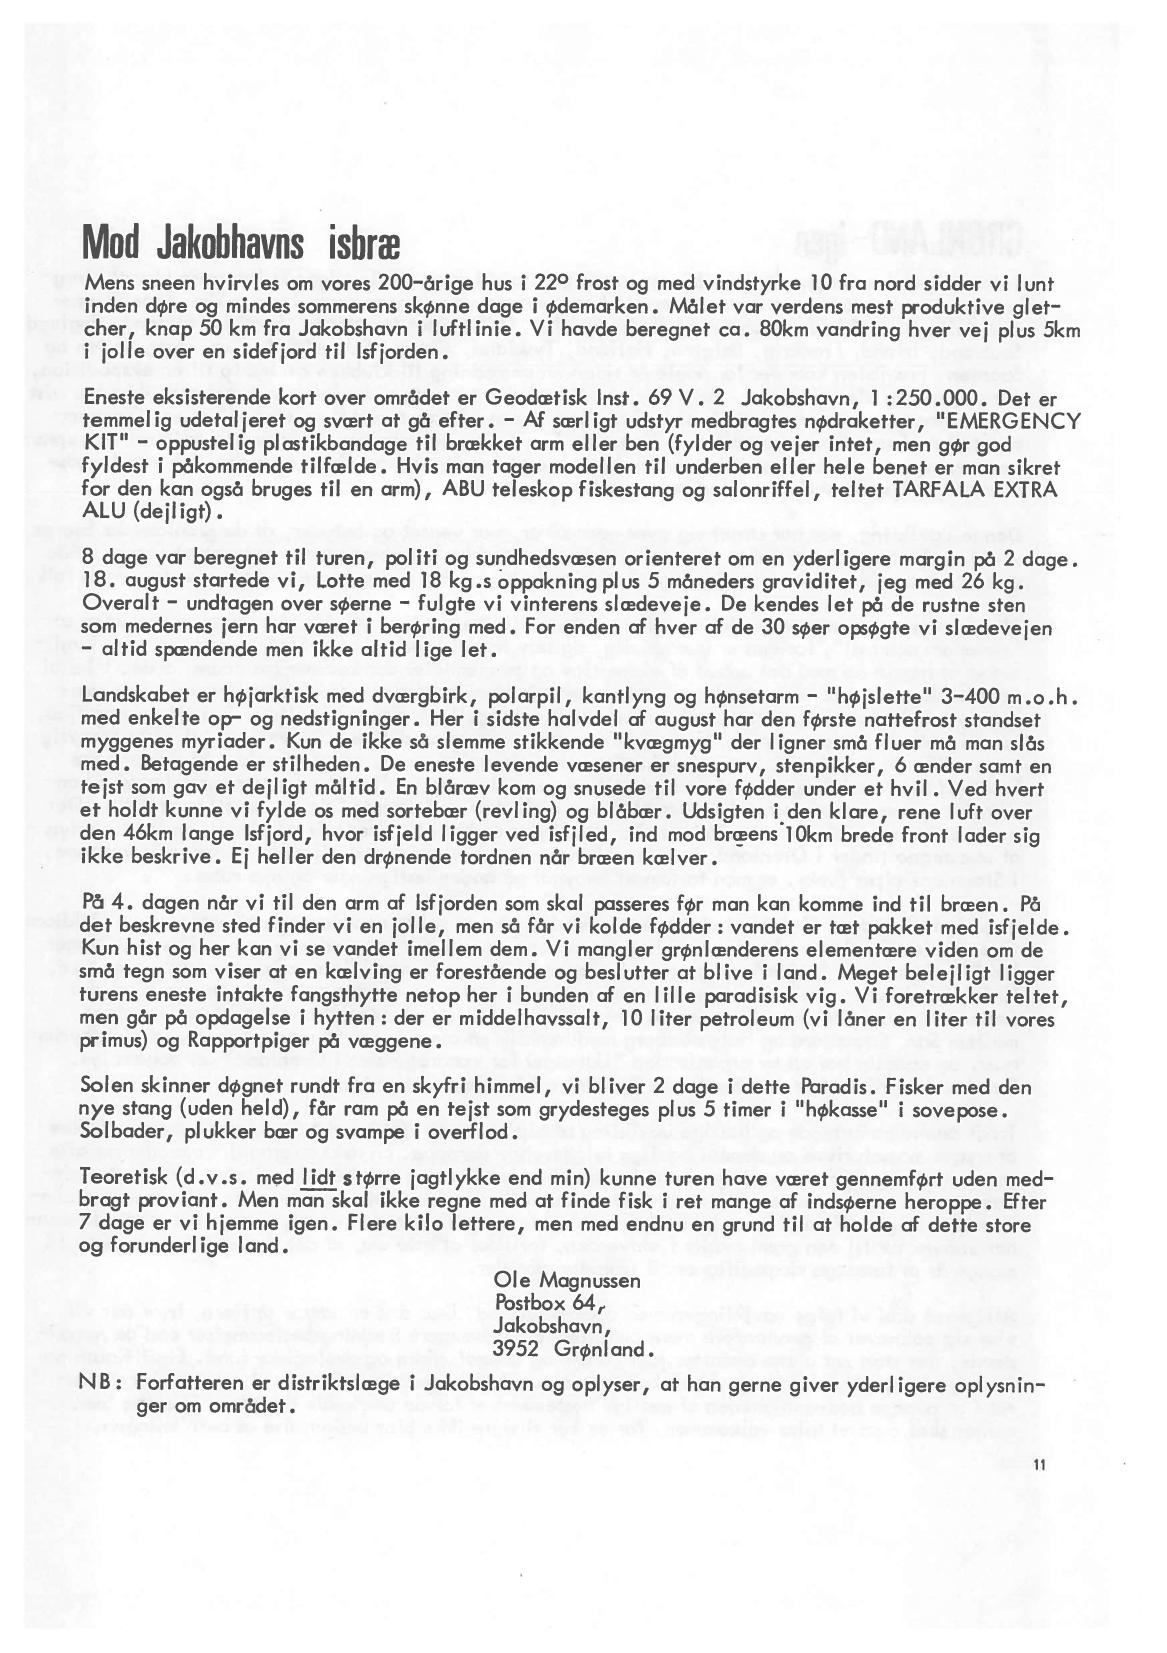 Mod Jakobhavns isbræ
Mens sneen hvirvles om vores 200-årige hus i 22° frost og med vindstyrke 10 fra nord sidder vi lunt
inden døre og mindes sommerens skønne dage i ødemarken. Målet var verdens mest produktive glet-
cher, knap 50 km fra Jakobshavn i luftlinie. Vi havde beregnet ca. 80km vandring hver vej plus 5km
i jolle over en sidefjord til Isfjorden.
Eneste eksisterende kort over området er Geodætisk Inst. 69 V. 2 Jakobshavn, 1:250.000. Det er
temmelig udetaljeret og svært at gå efter. - Af særligt udstyr medbragtes nødraketter, "EMERGENCY
KIT" - oppustelig plastikbandage til brækket arm eller ben (fylder og vejer intet, men gør god
fyldest i påkommende tilfælde. Hvis man tager modellen til underben eller hele benet er man sikret
for den kan også bruges til en arm), ABU teleskop fiskestang og salonriffel, teltet TARFALA EXTRA
ALU (dejligt).
8 dage var beregnet til turen, politi og sundhedsvæsen orienteret om en yderligere margin på 2 dage.
18. august startede vi, Lotte med 18 kg.s oppakning plus 5 måneders graviditet, jeg med 26 kg.
Overalt - undtagen over søerne - fulgte vi vinterens slædeveje. De kendes let på de rustne sten
som medernes jern har været i berøring med. For enden af hver af de 30 søer opsøgte vi slædevejen
- altid spændende men ikke altid lige let.
Landskabet er højarktisk med dværgbirk, polarpil, kantlyng og hønsetarm - "højslette" 3-400 m.o.h.
med enkelte op- og nedstigninger. Her i sidste halvdel af august har den første nattefrost standset
myggenes myriader. Kun de ikke så slemme stikkende "kvægmyg" der ligner små fluer må man slås
med. Betagende er stilheden. De eneste levende væsener er snespurv, stenpikker, 6 ænder samt en
tejst som gav et dejligt måltid. En blåræv kom og snusede til vore fødder under et hvil. Ved hvert
et holdt kunne vi fylde os med sortebær (revling) og blåbær. Udsigten i den klare, rene luft over
den 46km lange Isfjord, hvor isfjeld ligger ved isfjled, ind mod bræens 10km brede front lader sig
ikke beskrive. Ej heller den drønende tordnen når bræen kælver.
På 4. dagen når vi til den arm af Isfjorden som skal passeres før man kan komme ind til bræen. På
det beskrevne sted finder vi en jolle, men så får vi kolde fødder: vandet er tæt pakket med isfjelde.
Kun hist og her kan vi se vandet imellem dem. Vi mangler grønlænderens elementære viden om de
små tegn som viser at en kælving er forestående og beslutter at blive i land. Meget belejligt ligger
turens eneste intakte fangsthytte netop her i bunden af en lille paradisisk vig. Vi foretrækker teltet,
men går på opdagelse i hytten: der er middelhavssalt, 10 liter petroleum (vi låner en liter til vores
primus) og Rapportpiger på væggene.
Solen skinner døgnet rundt fra en skyfri himmel, vi bliver 2 dage i dette Paradis. Fisker med den
nye stang (uden held), får ram på en tejst som grydesteges plus 5 timer i "høkasse" i sovepose.
Solbader, plukker bær og svampe i overflod.
Teoretisk (d.v.s. med lidt større jagtlykke end min) kunne turen have været gennemført uden med-
bragt proviant. Men man skal ikke regne med at finde fisk i ret mange af indsøerne heroppe. Efter
7 dage er vi hjemme igen. Flere kilo lettere, men med endnu en grund til at holde af dette store
og forunderlige land.
Ole Magnussen
Postbox 64,
Jakobshavn,
3952 Grønland.
NB: Forfatteren er distriktslæge i Jakobshavn og oplyser, at han gerne giver yderligere oplysnin-
ger om området.
11